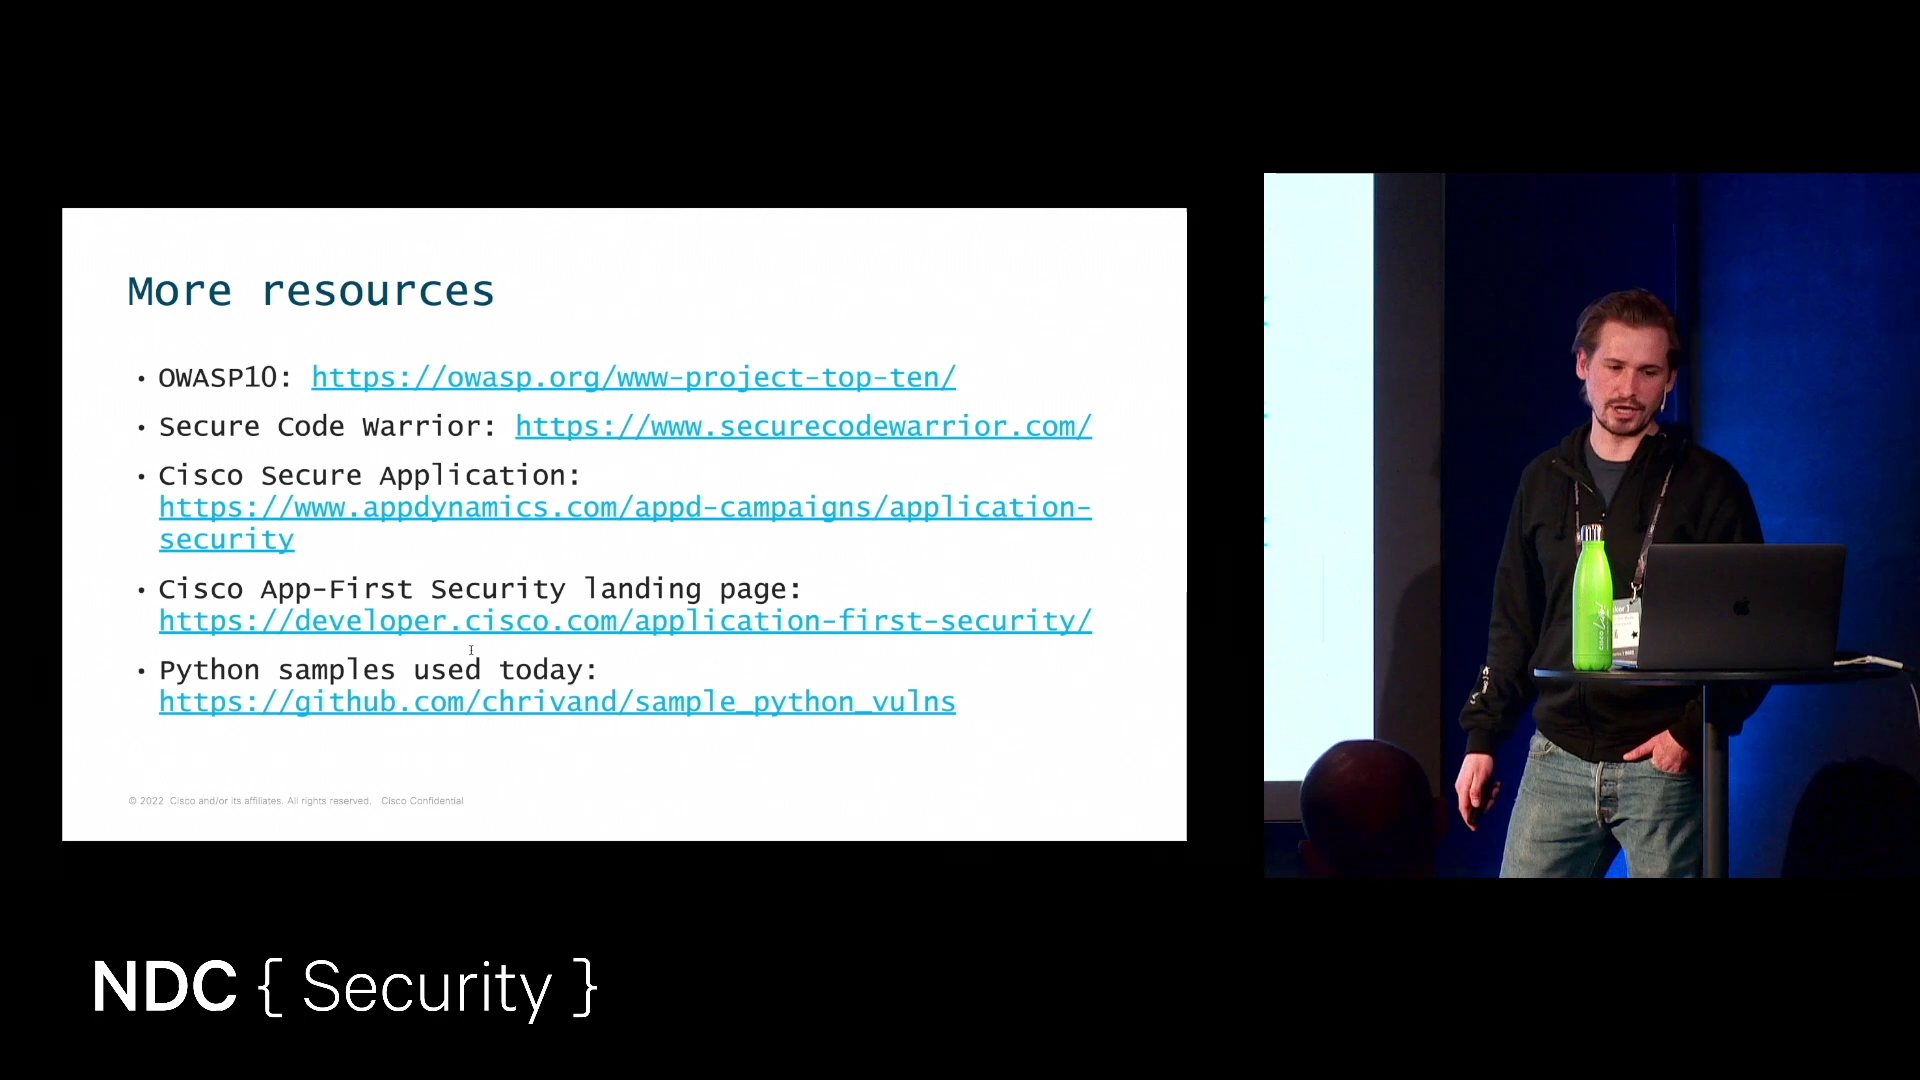 More resources
• OWASP10: https://owasp.org/www-project-top-ten/
• Secure Code Warrior: https://www.securecodewarrior.com/
• Cisco Secure Application:
https://www.appdynamics.com/appd-campaigns/application-
security
• Cisco App-First Security landing page:
https://developer.cisco.com/application-first-security/
• Python samples used today:
https://github.com/chrivand/sample_python_vulns
© 2022 Cisco and/or its affiliates. All rights reserved. Cisco Confidential
NDC { Security }